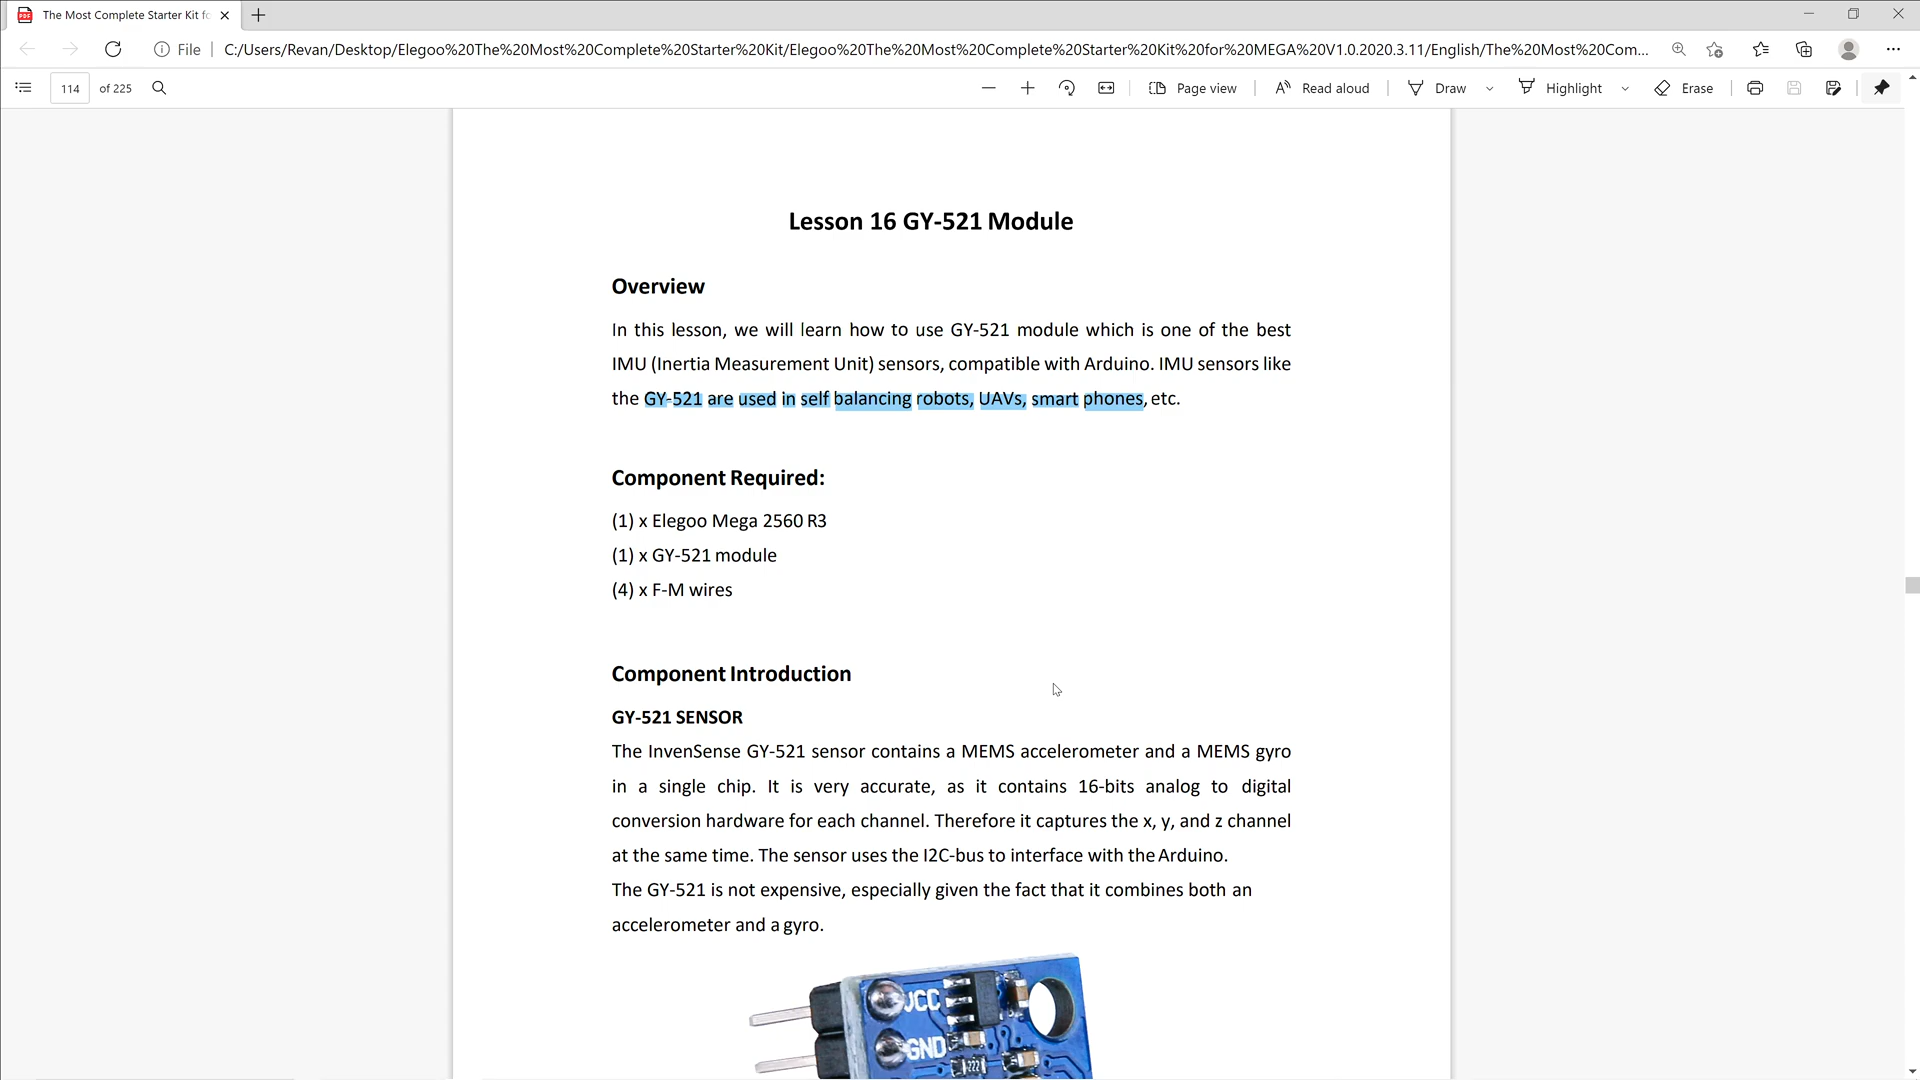 The Most Complete Starter Kit fo
File
C:/Users/Revan/Desktop/Elegoo%20The%20Most%20Complete%20Starter%20Kit/Elegoo%20The%20Most%20Complete%20Starter%20Kit%20for%20MEGA%20V1.0.2020.3.11/English/The%20Most%20Com...
114 of 225
Page view
Read aloud
Draw
Highlight
Erase
Lesson 16 GY-521 Module
Overview
In this lesson, we will learn how to use GY-521 module which is one of the best
IMU (Inertia Measurement Unit) sensors, compatible with Arduino. IMU sensors like
the GY-521 are used in self balancing robots, UAVs, smart phones, etc.
Component Required:
(1) x Elegoo Mega 2560 R3
(1) x GY-521 module
(4) x F-M wires
Component Introduction
GY-521 SENSOR
The InvenSense GY-521 sensor contains a MEMS accelerometer and a MEMS gyro
in a single chip. It is very accurate, as it contains 16-bits analog to digital
conversion hardware for each channel. Therefore it captures the x, y, and z channel
at the same time. The sensor uses the I2C-bus to interface with the Arduino.
The GY-521 is not expensive, especially given the fact that it combines both an
accelerometer and a gyro.
VCC
GND
222